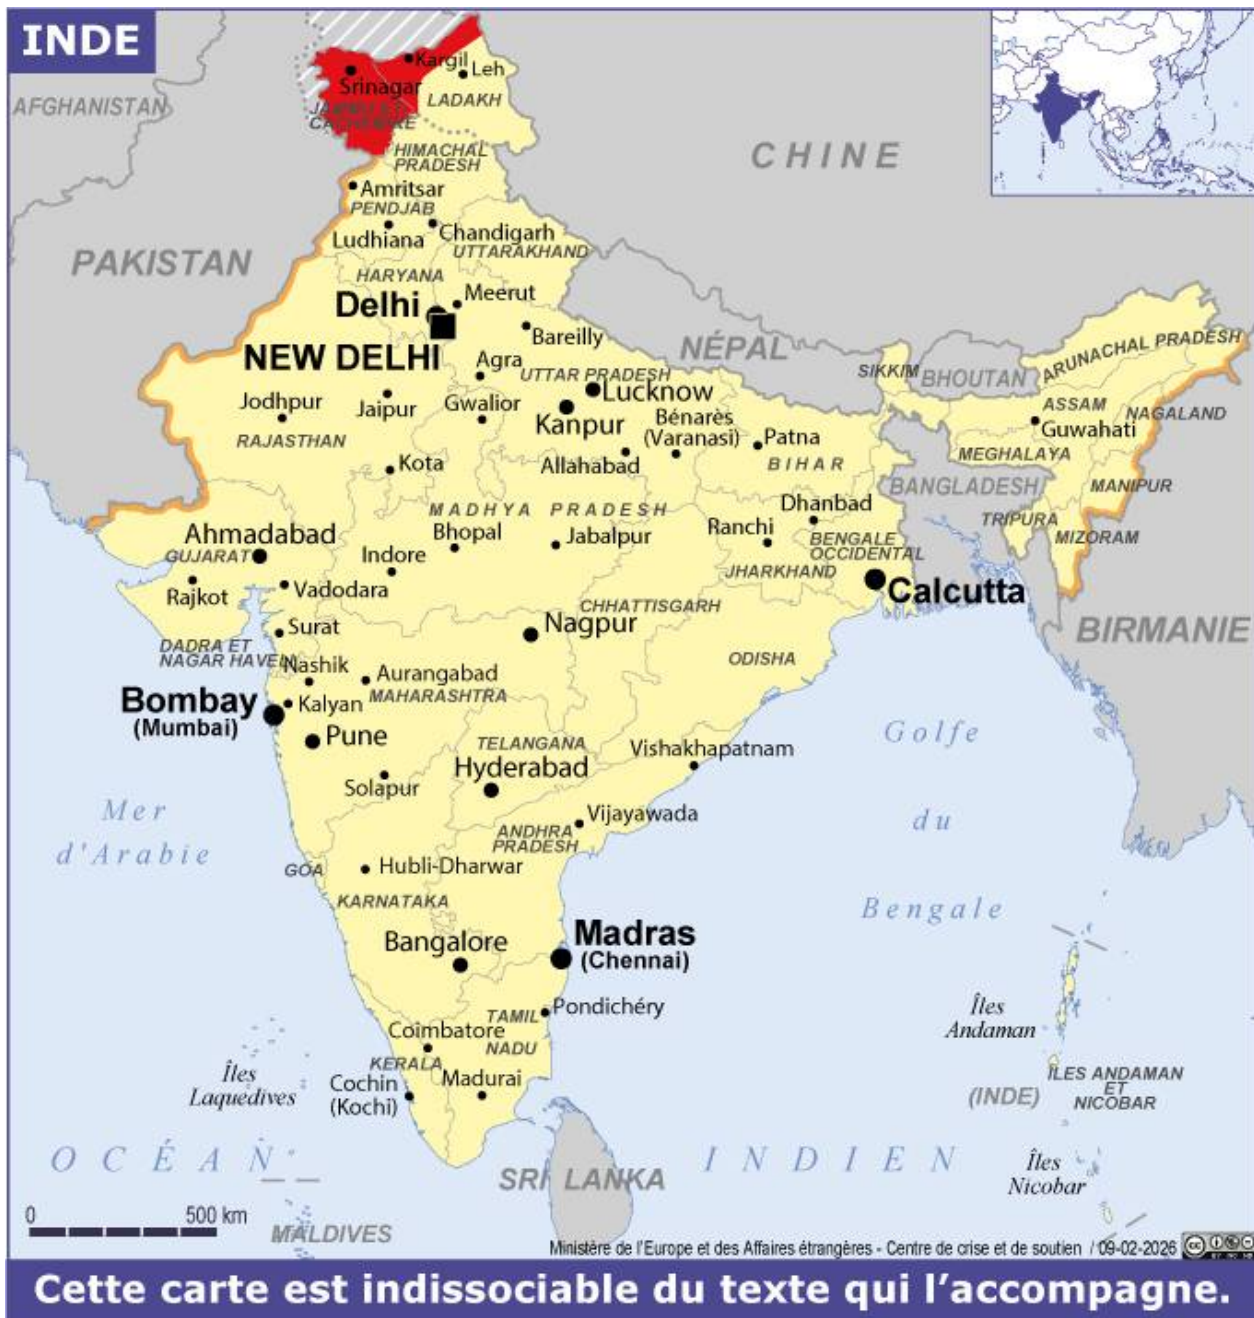 INDE
Kargil
Leh
Srinagar
LADAKH
JAMMU ET
CACHEMIRE
AFGHANISTAN
CHINE
HIMACHAL
PRADESH
Amritsar
PENDJAB
Ludhiana
Chandigarh
UTTARAKHAND
PAKISTAN
HARYANA
Meerut
Delhi
NEW DELHI
Bareilly
NÉPAL
Agra
UTTAR PRADESH
SIKKIM
BHOUTAN
ARUNACHAL PRADESH
Lucknow
Jodhpur
Jaipur
Gwalior
Kanpur
Bénarès
(Varanasi)
Patna
ASSAM
NAGALAND
Guwahati
RAJASTHAN
Kota
Allahabad
BIHAR
MEGHALAYA
BANGLADESH
MANIPUR
MADHYA PRADESH
Dhanbad
Ahmadabad
Bhopal
Jabalpur
Ranchi
TRIPURA
BENGALE
OCCIDENTAL
MIZORAM
GUJARAT
Indore
JHARKHAND
Rajkot
Vadodara
Calcutta
CHHATTISGARH
Surat
Nagpur
BIRMANIE
DADRA ET
NAGAR HAVELI
Nashik
Aurangabad
ODISHA
MAHARASHTRA
Bombay
(Mumbai)
Kalyan
Pune
TELANGANA
Hyderabad
Vishakhapatnam
Golfe
du
Bengale
Solapur
Mer
d'Arabie
Vijayawada
ANDHRA
PRADESH
GOA
Hubli-Dharwar
KARNATAKA
Bangalore
Madras
(Chennai)
TAMIL
NADU
Pondichéry
Îles
Andaman
Coimbatore
KERALA
Îles
Laquedives
Cochin
(Kochi)
Madurai
(INDE)
ÎLES ANDAMAN
ET
NICOBAR
OCÉAN INDIEN
Îles
Nicobar
SRI LANKA
0 500 km
MALDIVES
Ministère de l'Europe et des Affaires étrangères - Centre de crise et de soutien / 09-02-2026
Cette carte est indissociable du texte qui l'accompagne.